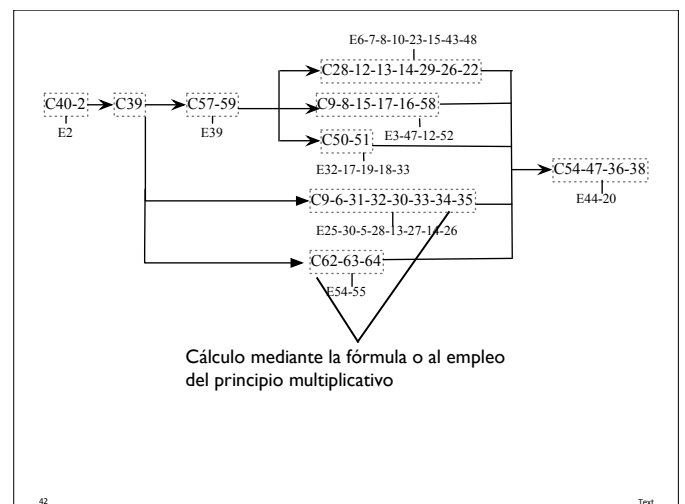 E6-7-8-10-23-15-43-48
C28-12-13-14-29-26-22
C40-2
C39
C57-59
C9-8-15-17-16-58
E2
E39
E3-47-12-52
C50-51
E32-17-19-18-33
C54-47-36-38
E44-20
C9-6-31-32-30-33-34-35
E25-30-5-28-13-27-14-26
C62-63-64
E54-55
Cálculo mediante la fórmula o al empleo
del principio multiplicativo
42
Text